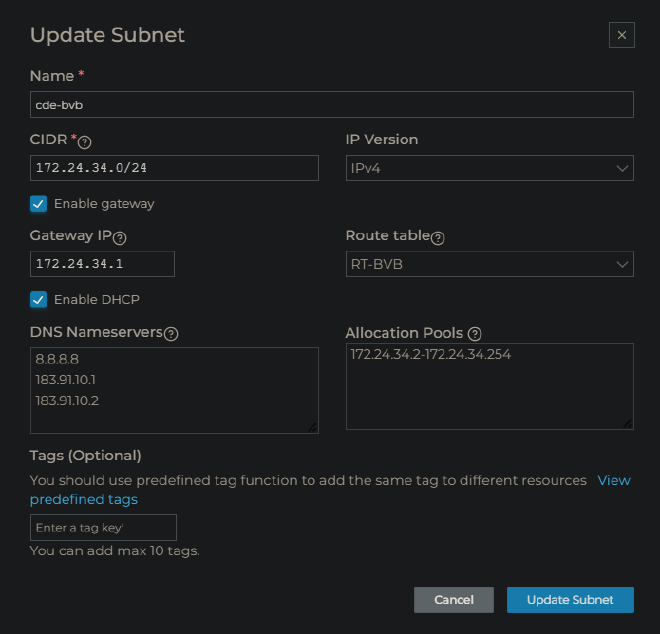 Update Subnet
Name *
cde-bvb
CIDR *
IP Version
172.24.34.0/24
IPv4
Enable gateway
Gateway IP
Route table
172.24.34.1
RT-BVB
Enable DHCP
DNS Nameservers
Allocation Pools
8.8.8.8
183.91.10.1
183.91.10.2
172.24.34.2-172.24.34.254
Tags (Optional)
You should use predefined tag function to add the same tag to different resources View
predefined tags
Enter a tag key'
You can add max 10 tags.
Cancel
Update Subnet